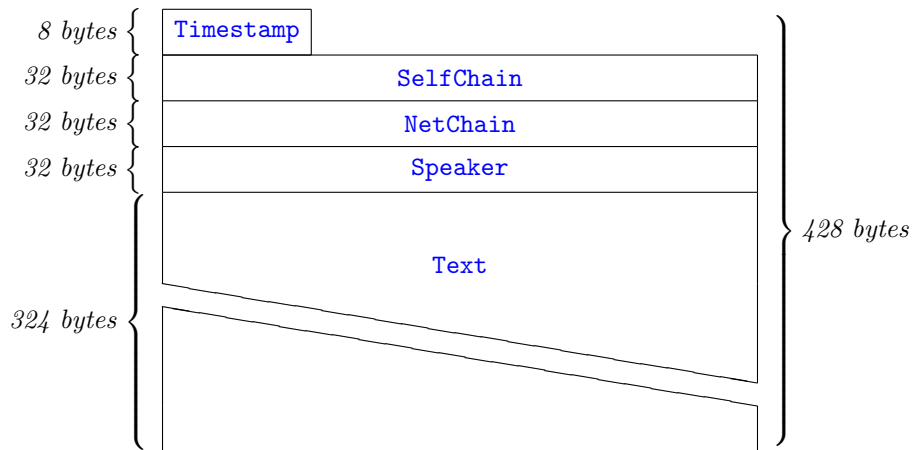 8 bytes Timestamp
32 bytes SelfChain
32 bytes NetChain
32 bytes Speaker
428 bytes
Text
324 bytes